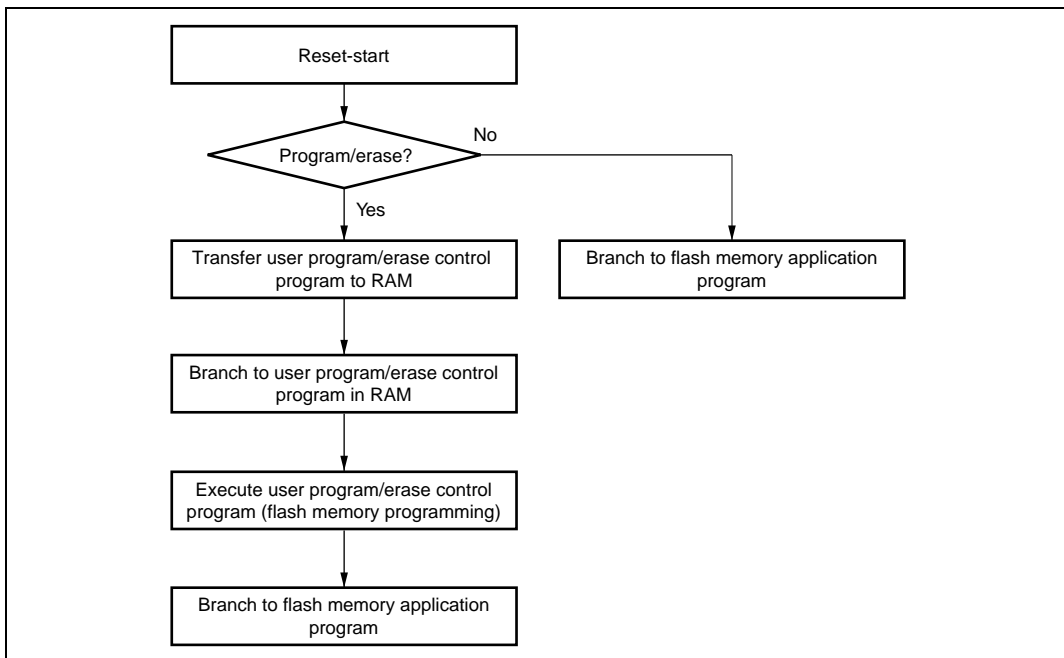 Reset-start
Program/erase?
No
Yes
Transfer user program/erase control
program to RAM
Branch to flash memory application
program
Branch to user program/erase control
program in RAM
Execute user program/erase control
program (flash memory programming)
Branch to flash memory application
program